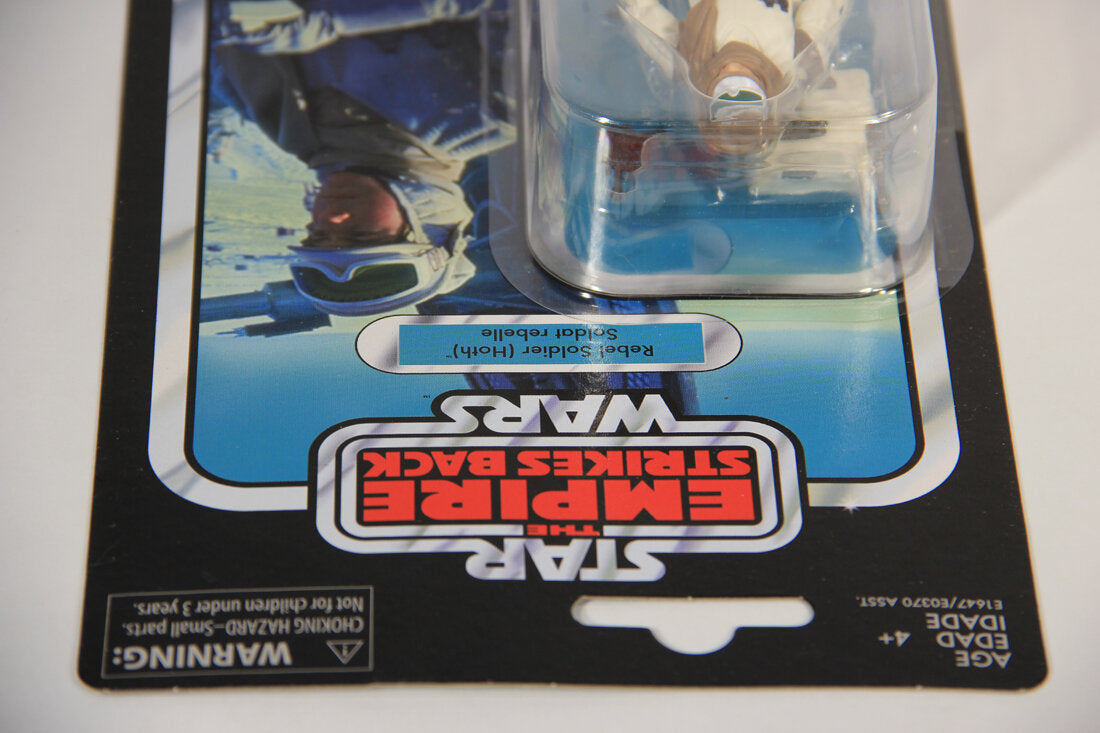 AGE
EDAD 4+
IDADE
E1647/E0370 ASST.
WARNING:
CHOKING HAZARD—Small parts.
Not for children under 3 years.
STAR
THE
EMPIRE
STRIKES BACK
WARS
Rebel Soldier (Hoth)™
Soldat rebelle